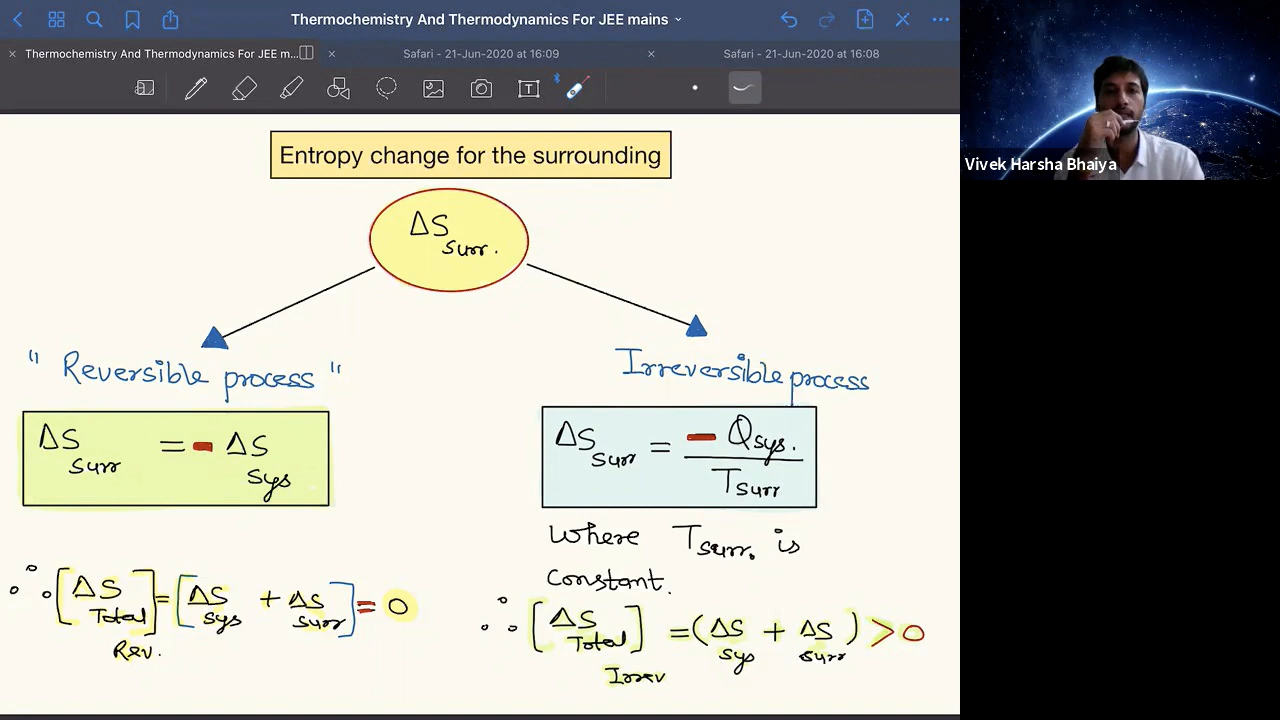 Thermochemistry And Thermodynamics For JEE mains
Thermochemistry And Thermodynamics For JEE m...
Safari - 21-Jun-2020 at 16:09
Safari - 21-Jun-2020 at 16:08
T
Vivek Harsha Bhaiya
Entropy change for the surrounding
ΔS surr.
" Reversible process "
Irreversible process
ΔS surr = - ΔS sys
ΔS surr = - Qsys. / Tsurr
Where Tsurr. is
constant.
∴ [ΔS Total] Rev. = [ΔS sys + ΔS surr] = 0
∴ [ΔS Total] Irrev = (ΔS sys + ΔS surr) > 0